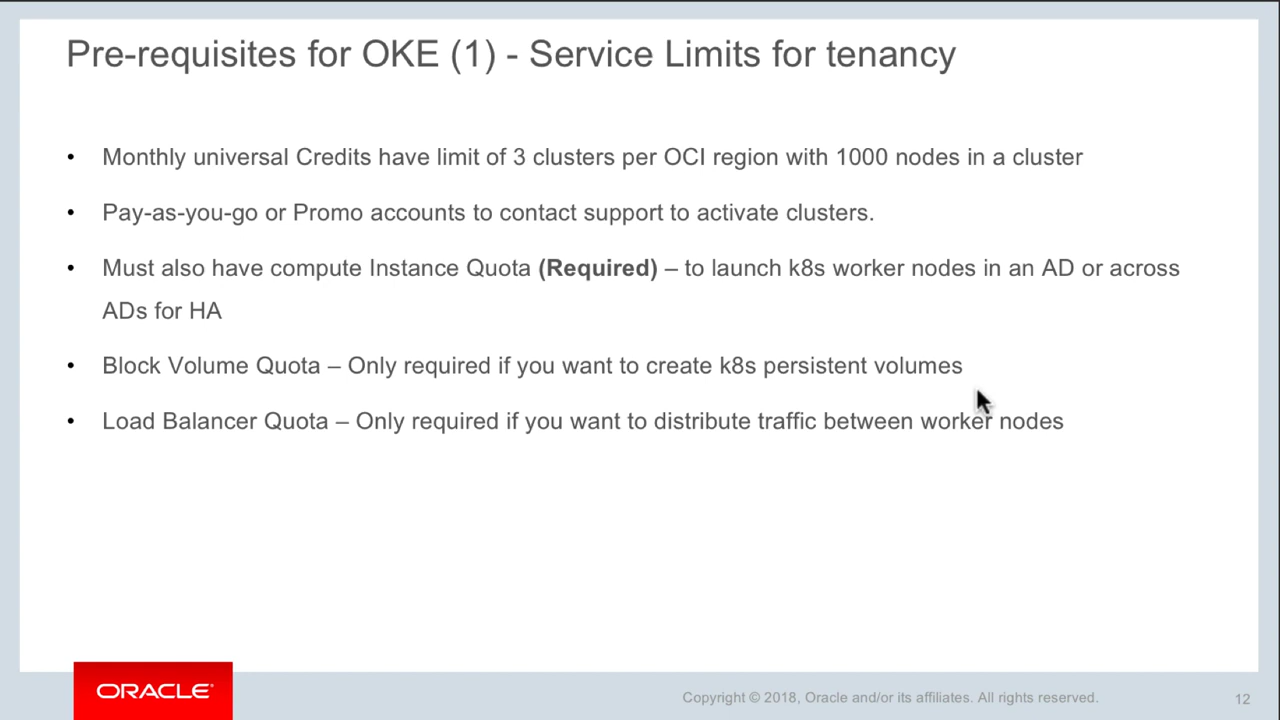 Pre-requisites for OKE (1) - Service Limits for tenancy
• Monthly universal Credits have limit of 3 clusters per OCI region with 1000 nodes in a cluster
• Pay-as-you-go or Promo accounts to contact support to activate clusters.
• Must also have compute Instance Quota (Required) – to launch k8s worker nodes in an AD or across
ADs for HA
• Block Volume Quota – Only required if you want to create k8s persistent volumes
• Load Balancer Quota – Only required if you want to distribute traffic between worker nodes
ORACLE®
Copyright © 2018, Oracle and/or its affiliates. All rights reserved.
12